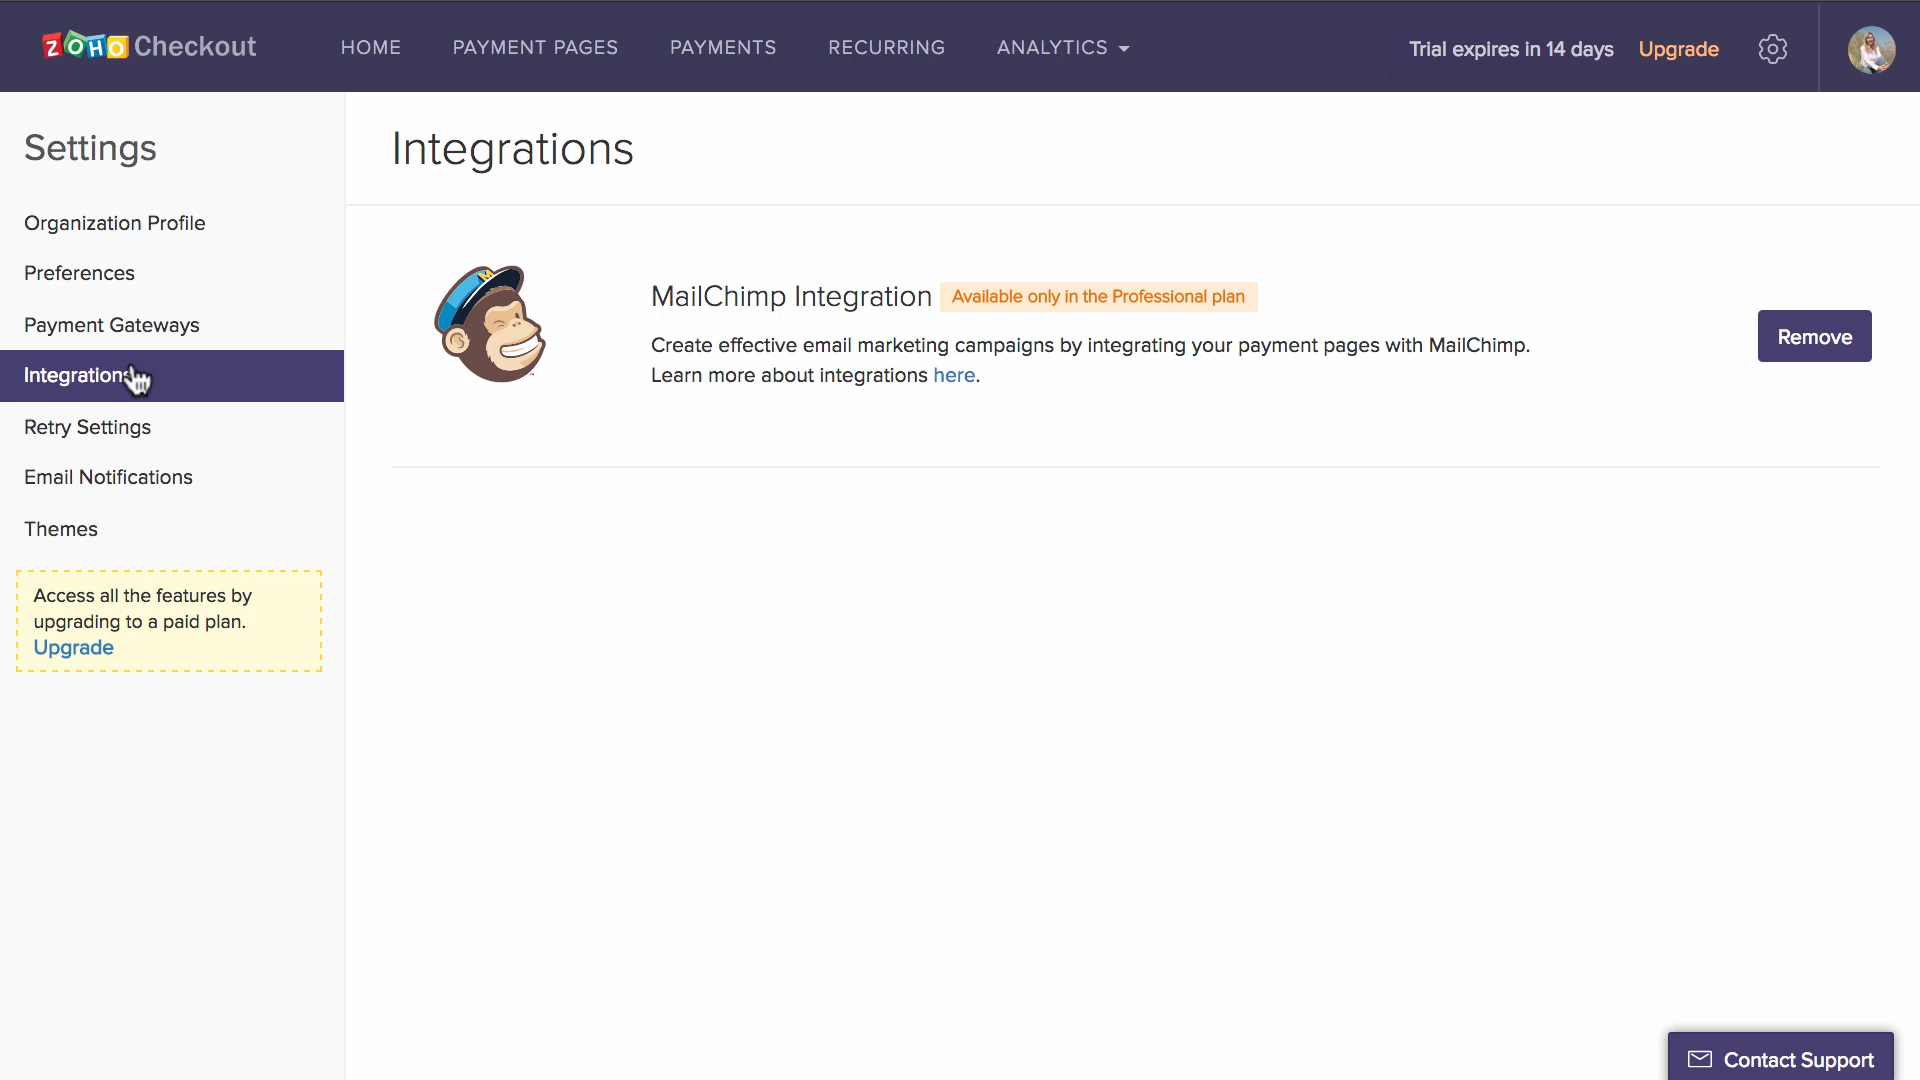 ZOHO Checkout
HOME
PAYMENT PAGES
PAYMENTS
RECURRING
ANALYTICS
Trial expires in 14 days
Upgrade
Settings
Organization Profile
Preferences
Payment Gateways
Integrations
Retry Settings
Email Notifications
Themes
Access all the features by
upgrading to a paid plan.
Upgrade
Integrations
MailChimp Integration Available only in the Professional plan
Create effective email marketing campaigns by integrating your payment pages with MailChimp.
Learn more about integrations here.
Remove
Contact Support